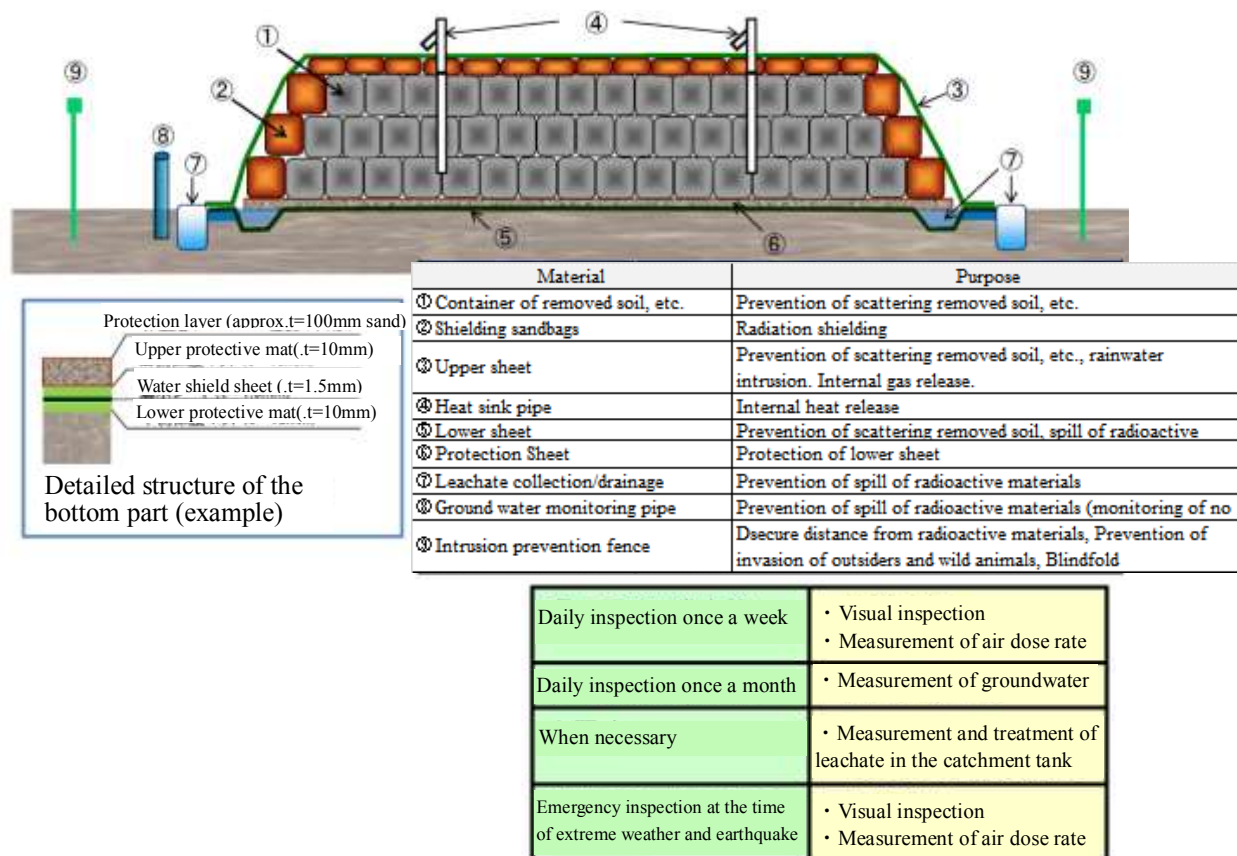 ④
①
⑨
⑨
②
③
⑧
⑦
⑦
⑤
⑥
Material Purpose
① Container of removed soil, etc. Prevention of scattering removed soil, etc.
② Shielding sandbags Radiation shielding
③ Upper sheet Prevention of scattering removed soil, etc., rainwater
intrusion. Internal gas release.
④ Heat sink pipe Internal heat release
⑤ Lower sheet Prevention of scattering removed soil, spill of radioactive
⑥ Protection Sheet Protection of lower sheet
⑦ Leachate collection/drainage Prevention of spill of radioactive materials
⑧ Ground water monitoring pipe Prevention of spill of radioactive materials (monitoring of no
⑨ Intrusion prevention fence Dsecure distance from radioactive materials, Prevention of
invasion of outsiders and wild animals, Blindfold
Protection layer (approx.t=100mm sand)
Upper protective mat(.t=10mm)
Water shield sheet (.t=1.5mm)
Lower protective mat(.t=10mm)
Detailed structure of the
bottom part (example)
Daily inspection once a week ・Visual inspection
・Measurement of air dose rate
Daily inspection once a month ・Measurement of groundwater
When necessary ・Measurement and treatment of
leachate in the catchment tank
Emergency inspection at the time
of extreme weather and earthquake ・Visual inspection
・Measurement of air dose rate